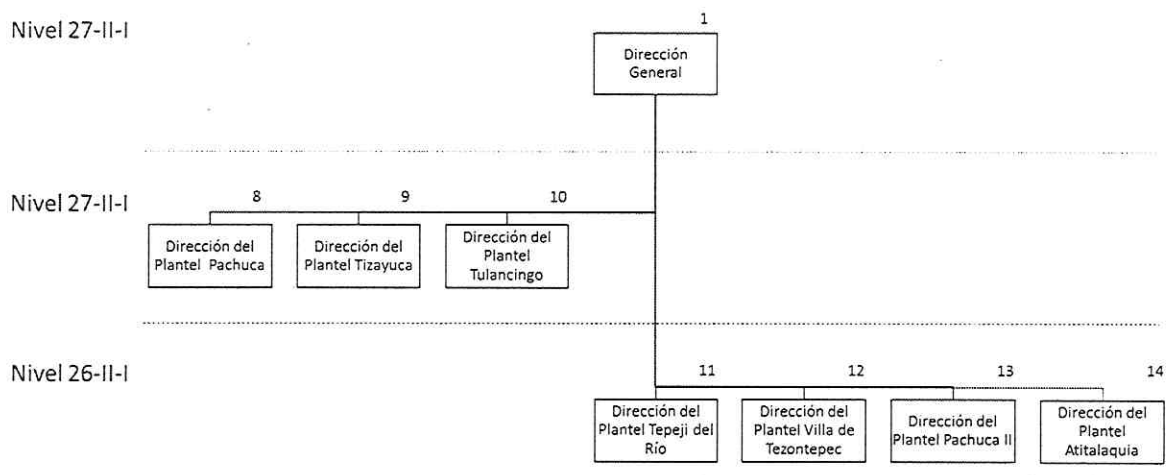 Nivel 27-II-I
1
Dirección
General
Nivel 27-II-I
8
9
10
Dirección del
Plantel Pachuca
Dirección del
Plantel Tizayuca
Dirección del
Plantel
Tulancingo
Nivel 26-II-I
11
12
13
14
Dirección del
Plantel Tepeji del
Río
Dirección del
Plantel Villa de
Tezontepec
Dirección del
Plantel Pachuca II
Dirección del
Plantel
Atitalaquia